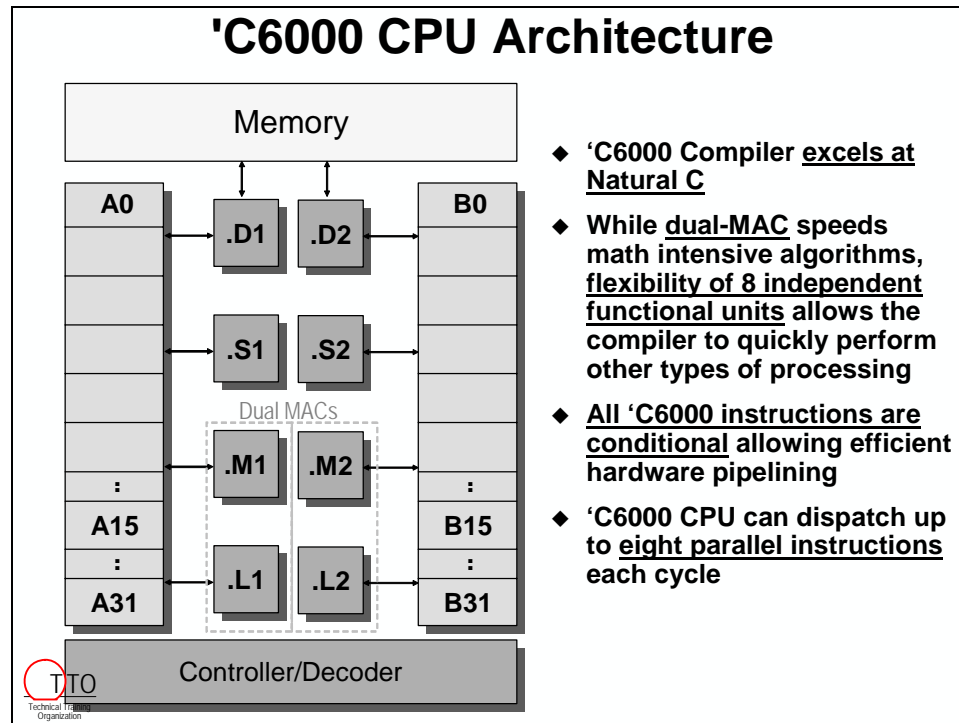 'C6000 CPU Architecture
Memory
A0
B0
.D1
.D2
.S1
.S2
Dual MACs
.M1
.M2
:
:
A15
B15
:
:
.L1
.L2
A31
B31
Controller/Decoder
TTO
Technical Training
Organization
◆ ‘C6000 Compiler excels at
Natural C
◆ While dual-MAC speeds
math intensive algorithms,
flexibility of 8 independent
functional units allows the
compiler to quickly perform
other types of processing
◆ All ‘C6000 instructions are
conditional allowing efficient
hardware pipelining
◆ ‘C6000 CPU can dispatch up
to eight parallel instructions
each cycle